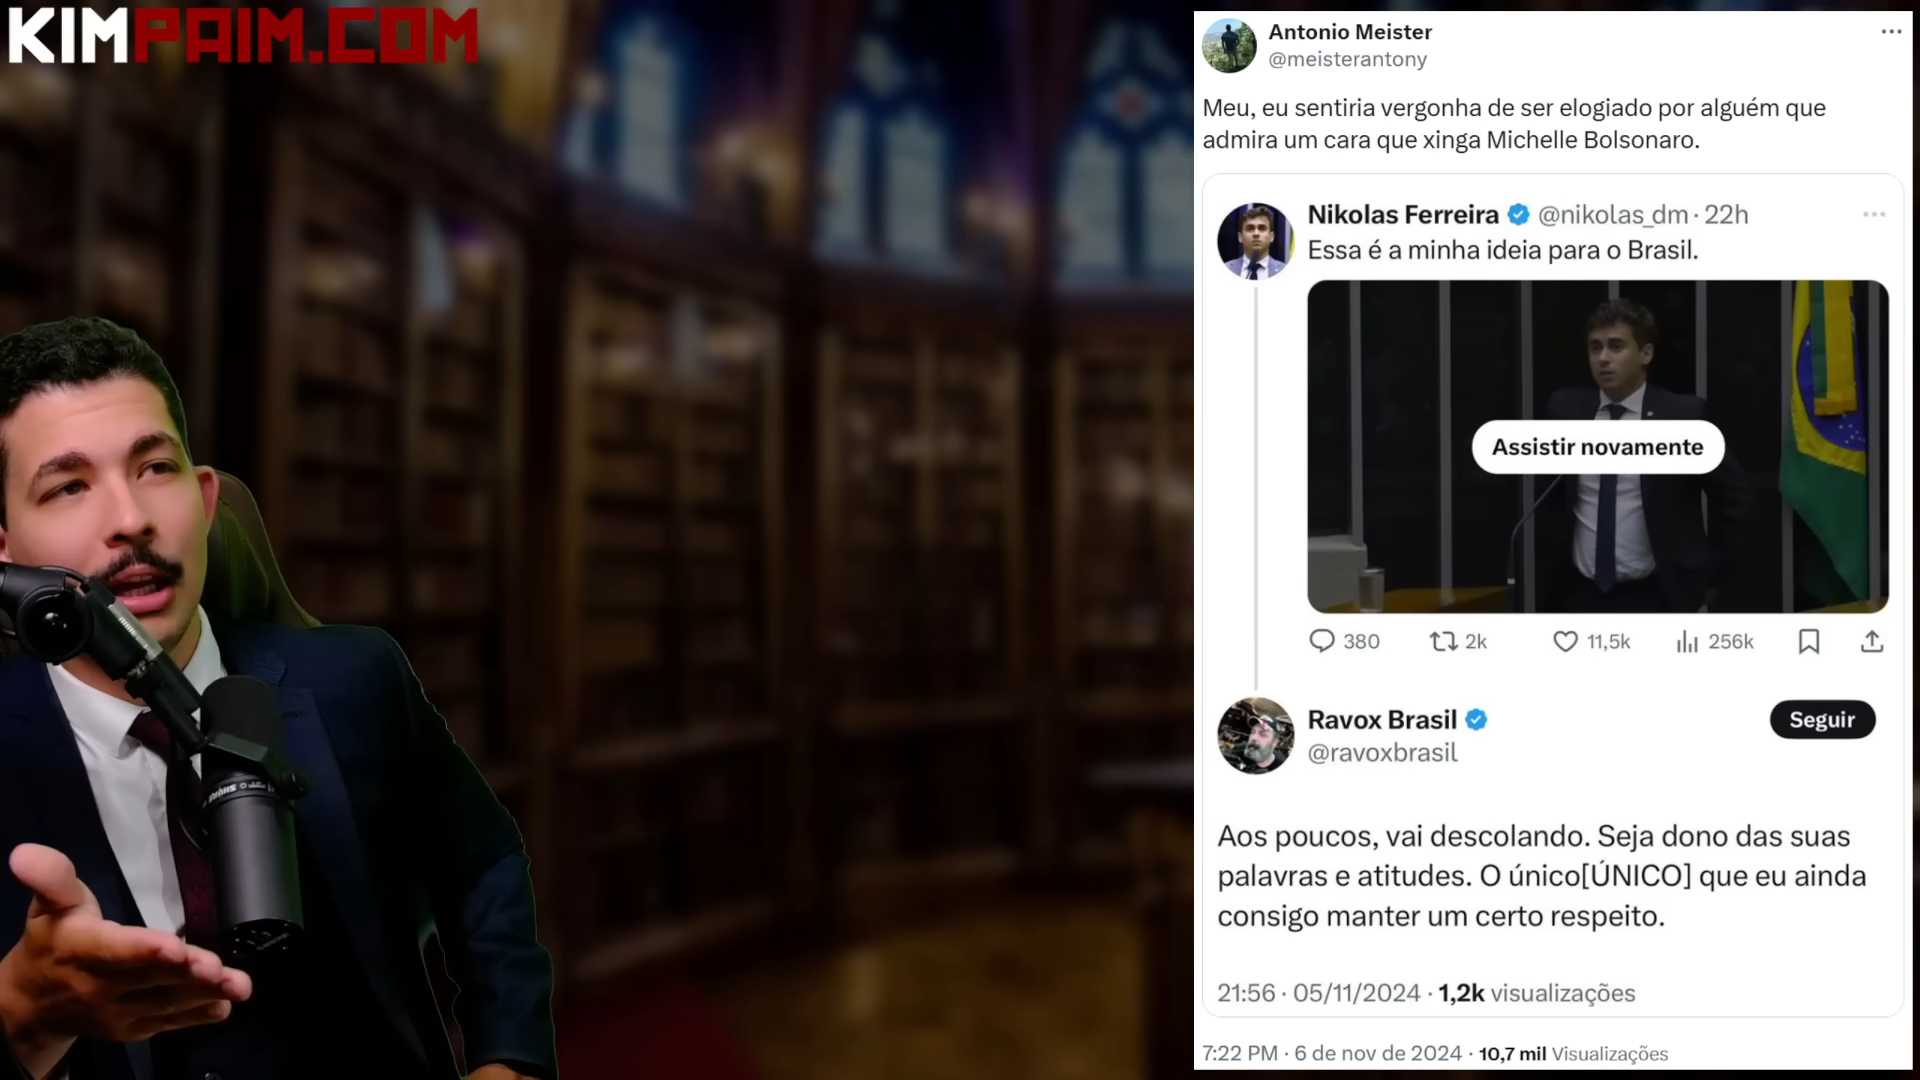 KIMPAIM.COM
Antonio Meister
@meisterantony
Meu, eu sentiria vergonha de ser elogiado por alguém que
admira um cara que xinga Michelle Bolsonaro.
Nikolas Ferreira @nikolas_dm · 22h
Essa é a minha ideia para o Brasil.
Assistir novamente
380 2k 11,5k 256k
Ravox Brasil
@ravoxbrasil
Seguir
Aos poucos, vai descolando. Seja dono das suas
palavras e atitudes. O único[ÚNICO] que eu ainda
consigo manter um certo respeito.
21:56 · 05/11/2024 · 1,2k visualizações
7:22 PM · 6 de nov de 2024 · 10,7 mil Visualizações
SHURE